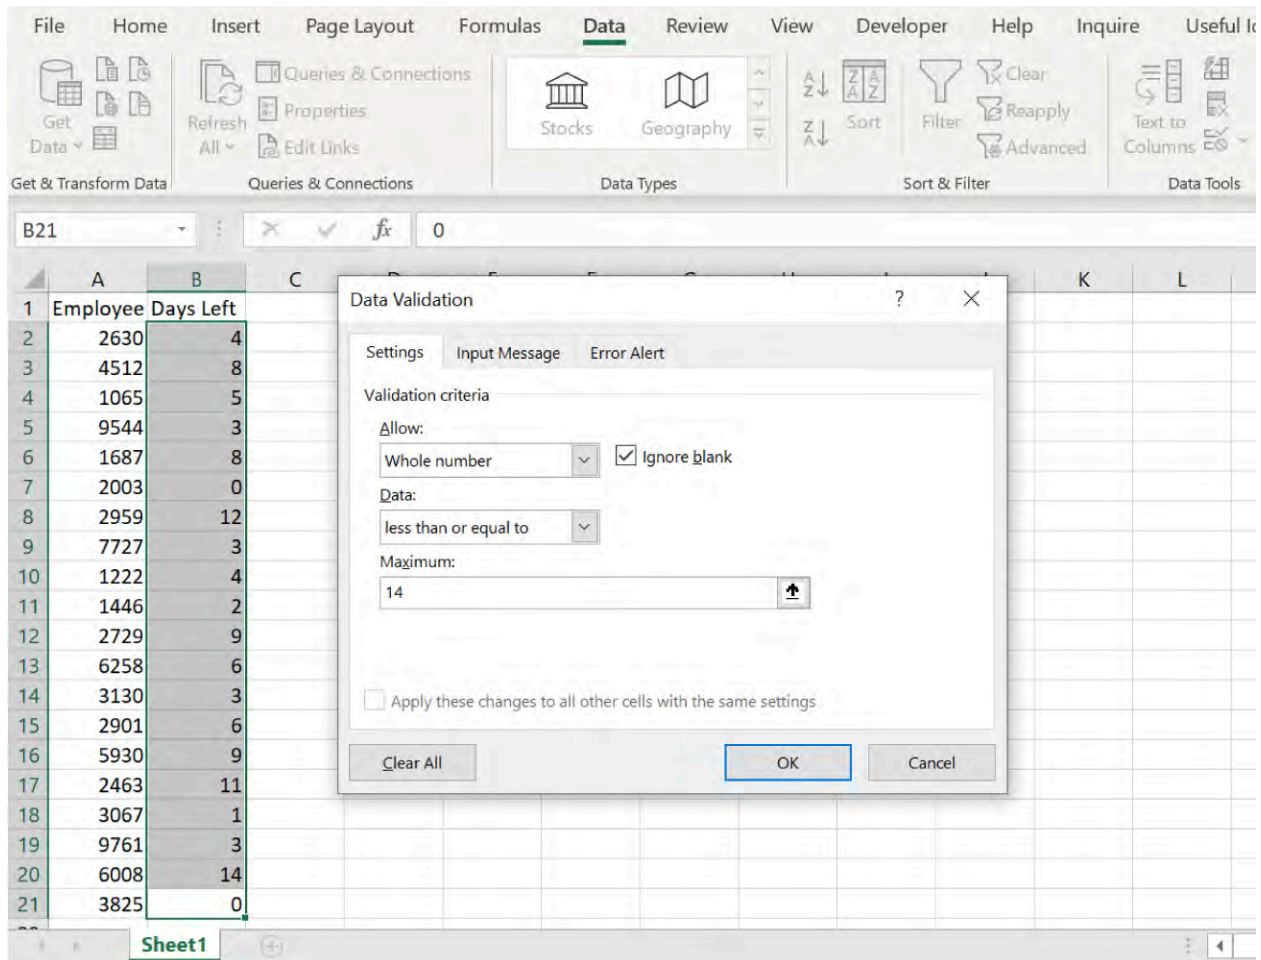 File Home Insert Page Layout Formulas Data Review View Developer Help Inquire
Get Data
Refresh All
Queries & Connections
Properties
Edit Links
Stocks
Geography
A Z
Z A
Z A A Z
Sort
Filter
Clear
Reapply
Advanced
Text to Columns
Get & Transform Data Queries & Connections Data Types Sort & Filter Data Tools
B21 fx 0
A B C K L
1 Employee Days Left
2 2630 4
3 4512 8
4 1065 5
5 9544 3
6 1687 8
7 2003 0
8 2959 12
9 7727 3
10 1222 4
11 1446 2
12 2729 9
13 6258 6
14 3130 3
15 2901 6
16 5930 9
17 2463 11
18 3067 1
19 9761 3
20 6008 14
21 3825 0
Data Validation ?
Settings Input Message Error Alert
Validation criteria
Allow:
Whole number Ignore blank
Data:
less than or equal to
Maximum:
14
Apply these changes to all other cells with the same settings
Clear All OK Cancel
Sheet1